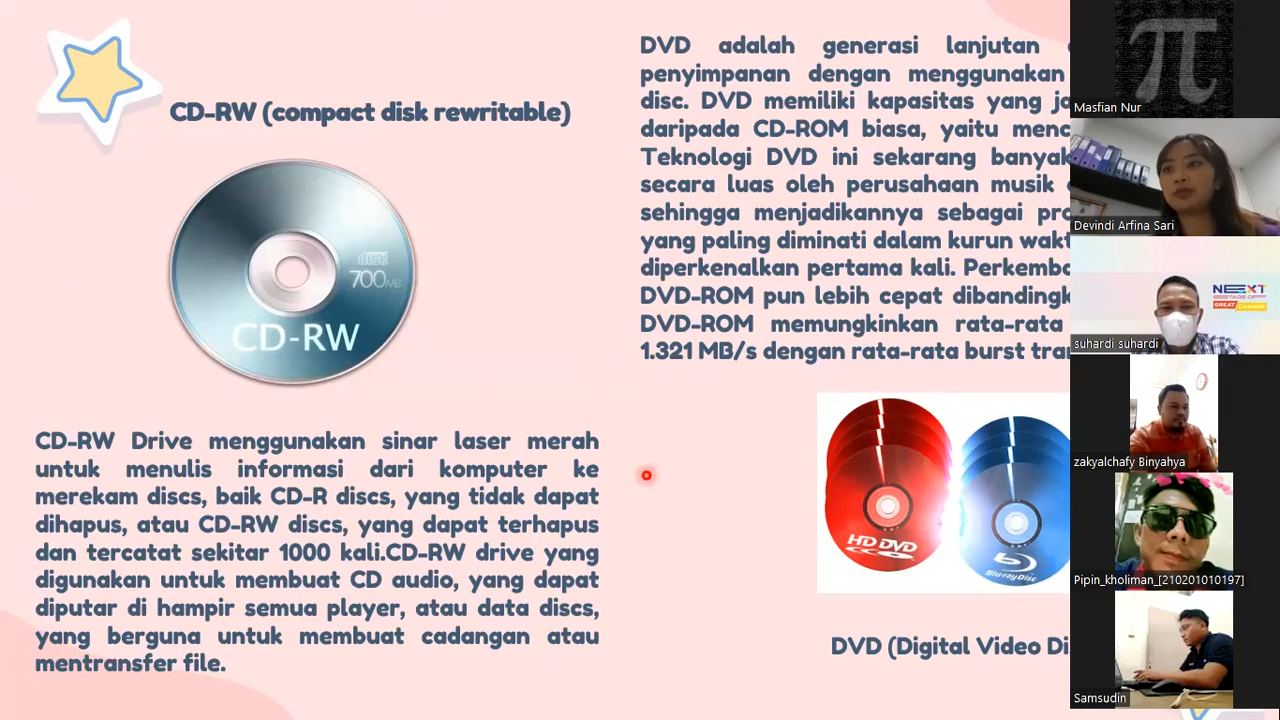 CD-RW (compact disk rewritable)
disc
700MB
CD-RW
CD-RW Drive menggunakan sinar laser merah
untuk menulis informasi dari komputer ke
merekam discs, baik CD-R discs, yang tidak dapat
dihapus, atau CD-RW discs, yang dapat terhapus
dan tercatat sekitar 1000 kali.CD-RW drive yang
digunakan untuk membuat CD audio, yang dapat
diputar di hampir semua player, atau data discs,
yang berguna untuk membuat cadangan atau
mentransfer file.
DVD adalah generasi lanjutan
penyimpanan dengan menggunakan
disc. DVD memiliki kapasitas yang
daripada CD-ROM biasa, yaitu
Teknologi DVD ini sekarang banyak
secara luas oleh perusahaan musik
sehingga menjadikannya sebagai
yang paling diminati dalam kurun
diperkenalkan pertama kali.
DVD-ROM pun lebih cepat
DVD-ROM memungkinkan rata-rata
1.321 MB/s dengan rata-rata burst
HD DVD
Blu-ray Disc
DVD (Digital Video
Masfian Nur
Devindi Arfina Sari
NEXT
GREAT
suhardi suhardi
zakyalchafy Binyahya
Pipin_kholiman_[210201010197]
Samsudin